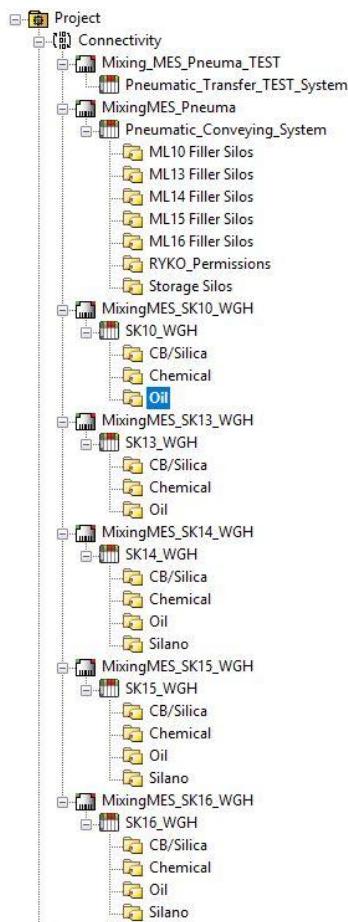 Project
Connectivity
Mixing_MES_Pneuma_TEST
Pneumatic_Transfer_TEST_System
MixingMES_Pneuma
Pneumatic_Conveying_System
ML10 Filler Silos
ML13 Filler Silos
ML14 Filler Silos
ML15 Filler Silos
ML16 Filler Silos
RYKO_Permissions
Storage Silos
MixingMES_SK10_WGH
SK10_WGH
CB/Silica
Chemical
Oil
MixingMES_SK13_WGH
SK13_WGH
CB/Silica
Chemical
Oil
MixingMES_SK14_WGH
SK14_WGH
CB/Silica
Chemical
Oil
Silano
MixingMES_SK15_WGH
SK15_WGH
CB/Silica
Chemical
Oil
Silano
MixingMES_SK16_WGH
SK16_WGH
CB/Silica
Chemical
Oil
Silano